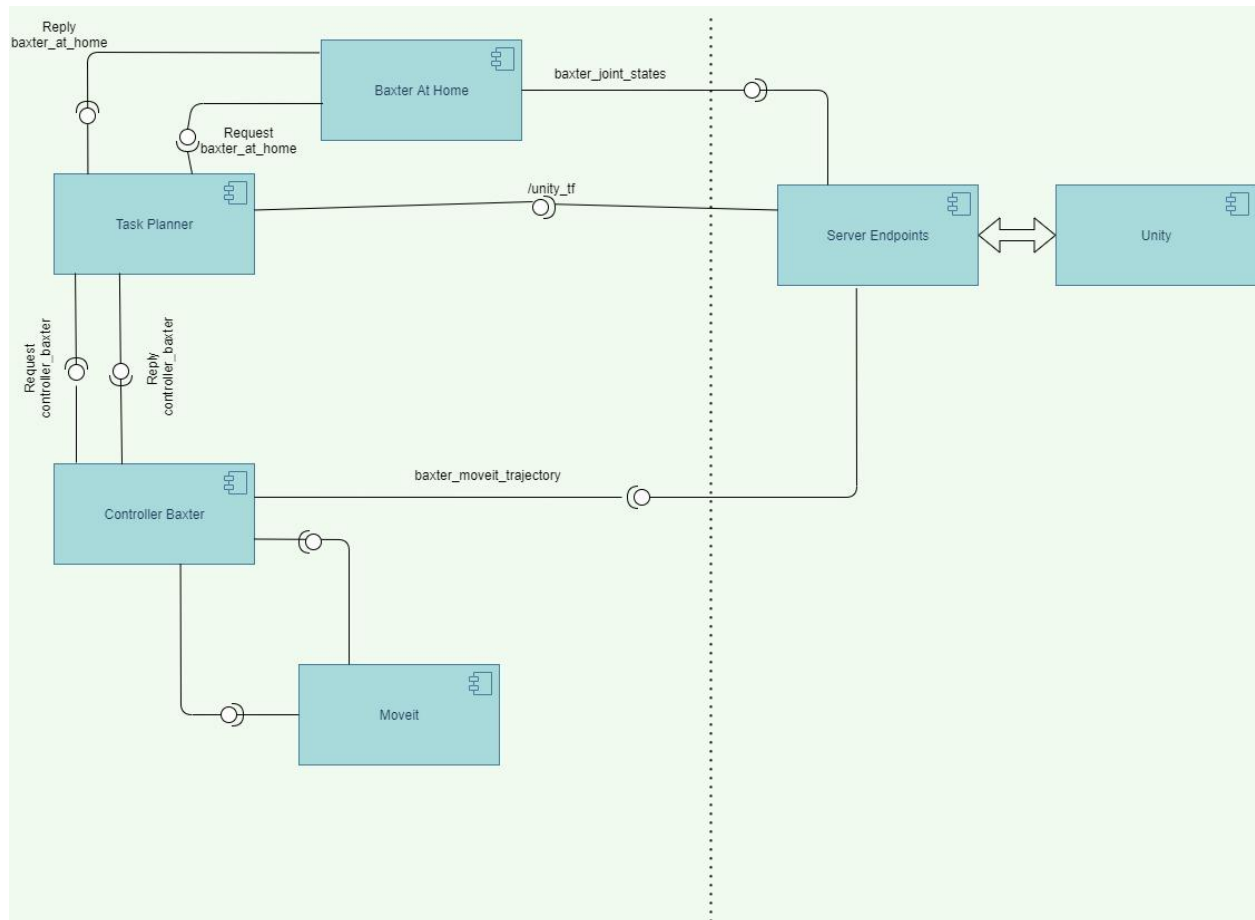 Reply
baxter_at_home
Baxter At Home
baxter_joint_states
Request
baxter_at_home
Task Planner
/unity_tf
Server Endpoints
Unity
Request
controller_baxter
Reply
controller_baxter
Controller Baxter
baxter_moveit_trajectory
Moveit